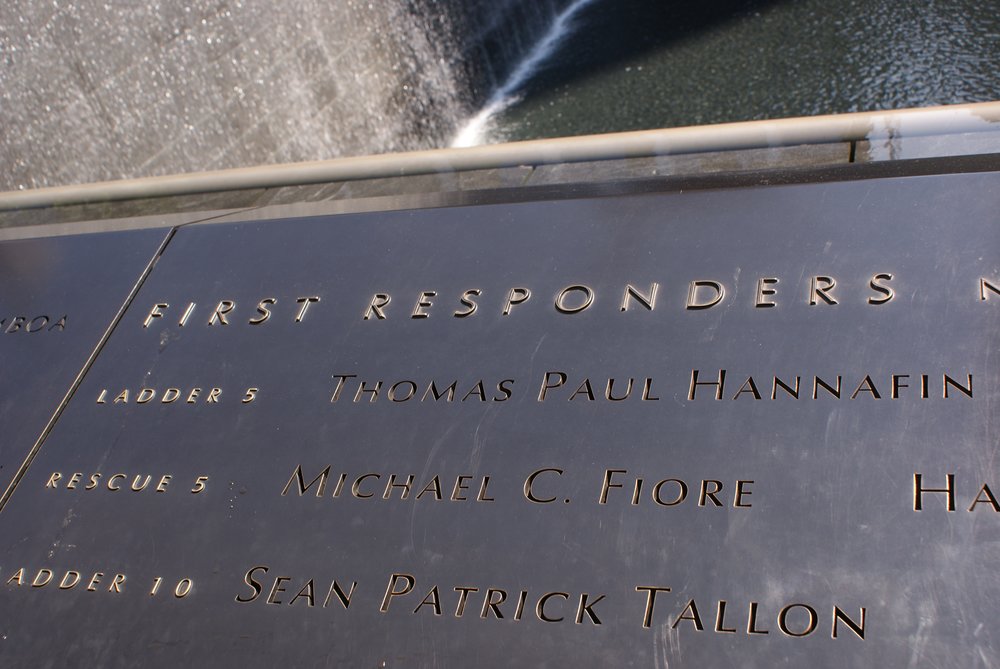 FIRST RESPONDERS
LADDER 5 THOMAS PAUL HANNAFIN
RESCUE 5 MICHAEL C. FIORE
LADDER 10 SEAN PATRICK TALLON